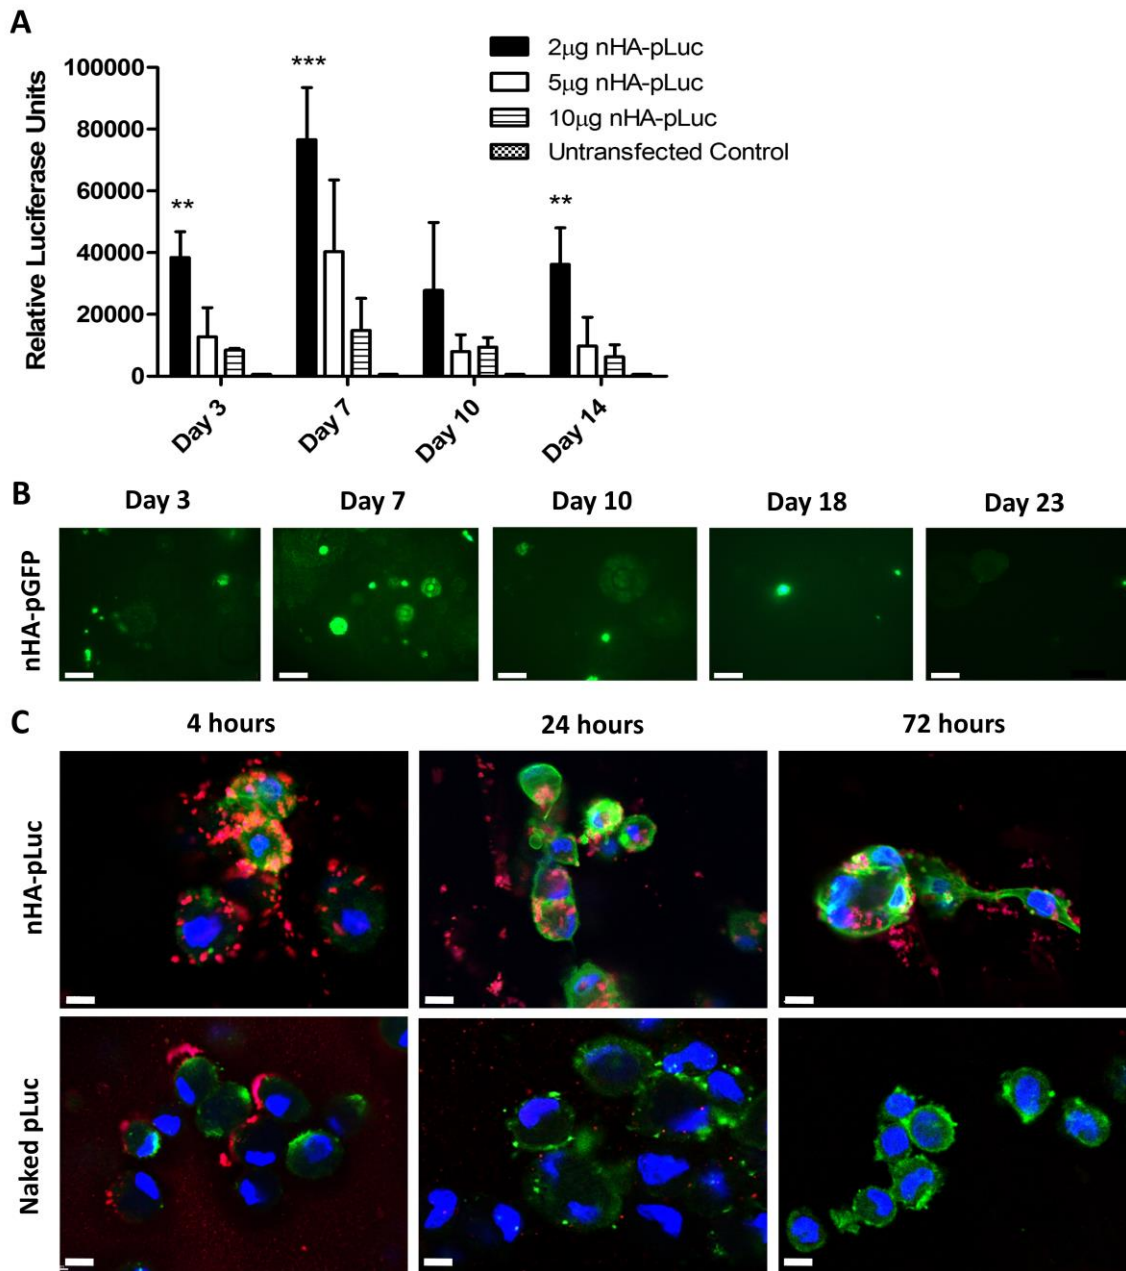 A
2μg nHA-pLuc
5μg nHA-pLuc
10μg nHA-pLuc
Untransfected Control
Relative Luciferase Units
100000
80000
60000
40000
20000
0
**
***
**
Day 3
Day 7
Day 10
Day 14
B
Day 3
Day 7
Day 10
Day 18
Day 23
nHA-pGFP
C
4 hours
24 hours
72 hours
nHA-pLuc
Naked pLuc